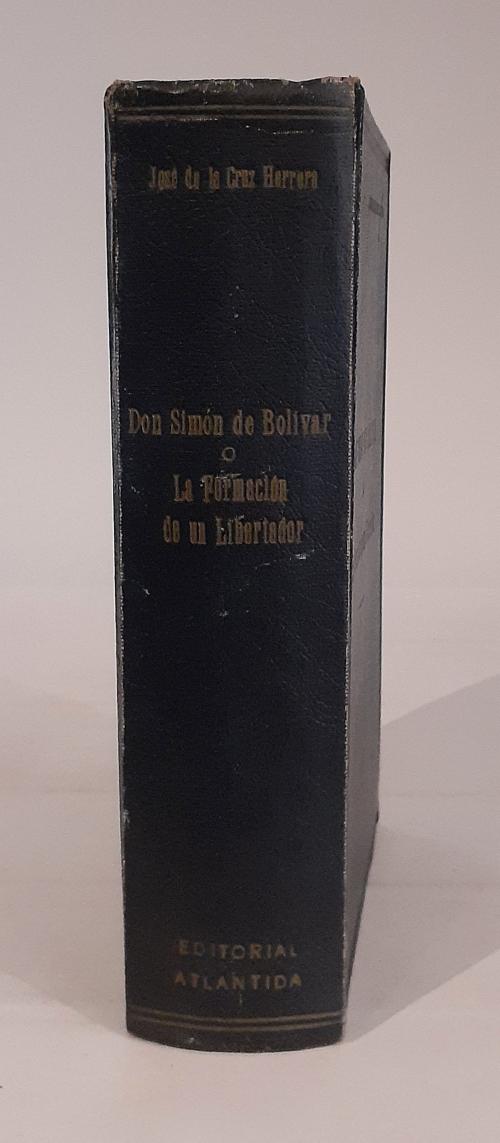 José de la Cruz Herrera
Don Simón de Bolívar
O
La Formación
de un Libertador
EDITORIAL
ATLANTIDA